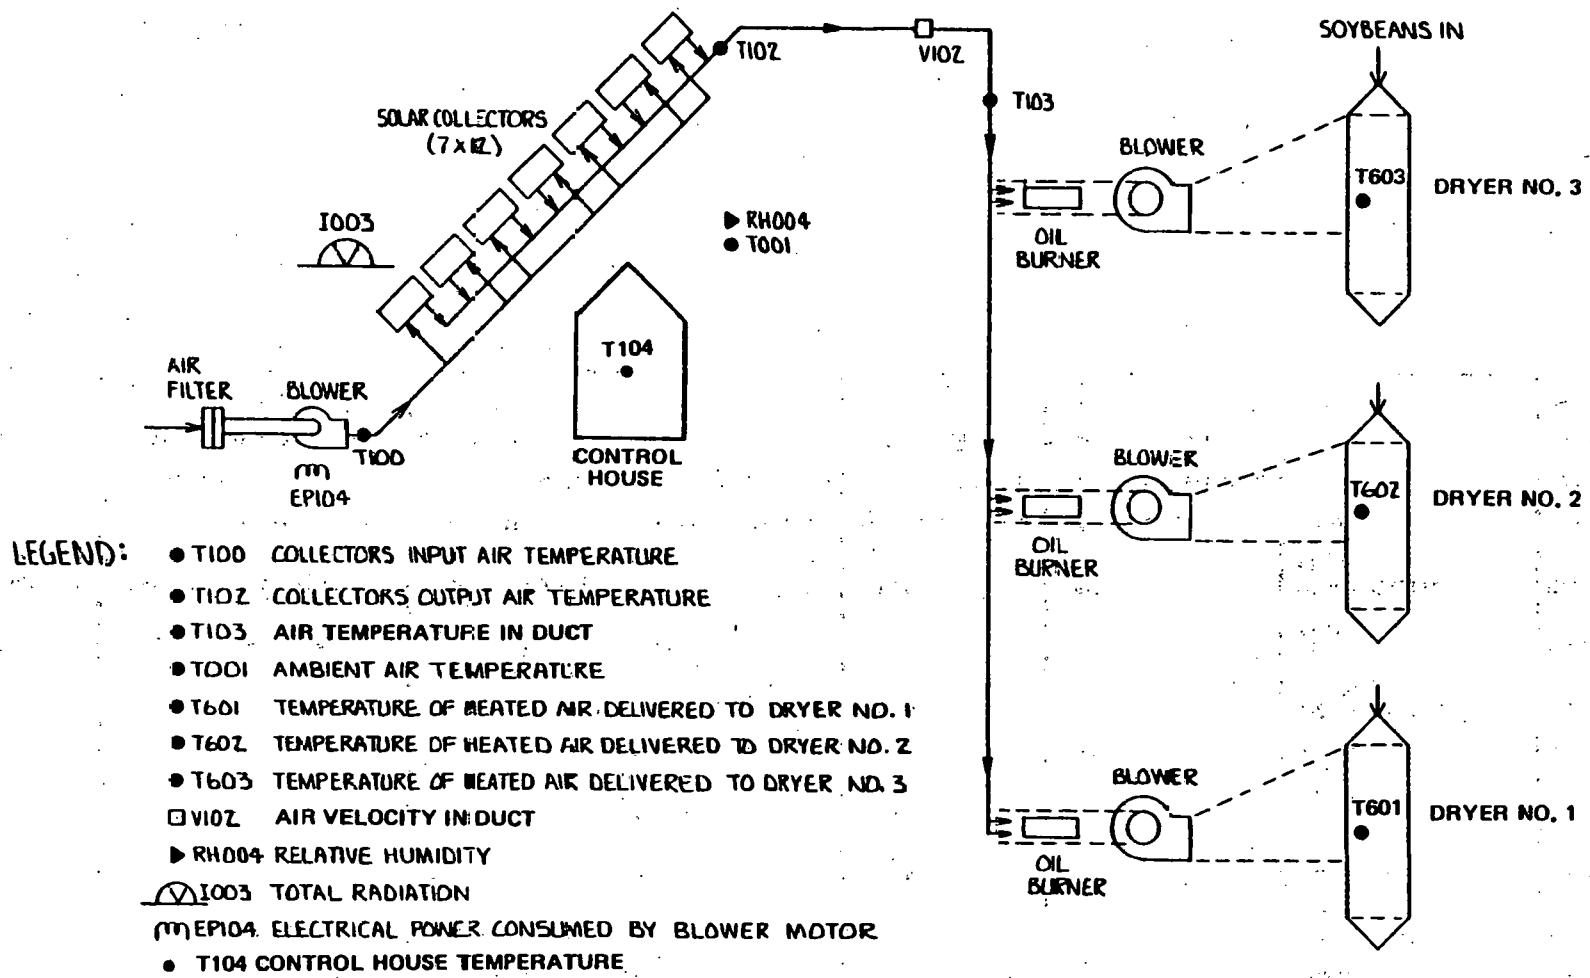 SOYBEANS IN
T102
V102
T103
SOLAR COLLECTORS
(7 X 12)
BLOWER
T603
DRYER NO. 3
I003
RH004
T001
OIL
BURNER
T104
AIR
FILTER
BLOWER
T100
CONTROL
HOUSE
EP104
BLOWER
T602
DRYER NO. 2
OIL
BURNER
LEGEND:
T100 COLLECTORS INPUT AIR TEMPERATURE
T102 COLLECTORS OUTPUT AIR TEMPERATURE
T103 AIR TEMPERATURE IN DUCT
T001 AMBIENT AIR TEMPERATURE
T601 TEMPERATURE OF HEATED AIR DELIVERED TO DRYER NO. 1
T602 TEMPERATURE OF HEATED AIR DELIVERED TO DRYER NO. 2
T603 TEMPERATURE OF HEATED AIR DELIVERED TO DRYER NO. 3
V102 AIR VELOCITY IN DUCT
RH004 RELATIVE HUMIDITY
I003 TOTAL RADIATION
EP104. ELECTRICAL POWER CONSUMED BY BLOWER MOTOR
T104 CONTROL HOUSE TEMPERATURE
BLOWER
T601
DRYER NO. 1
OIL
BURNER